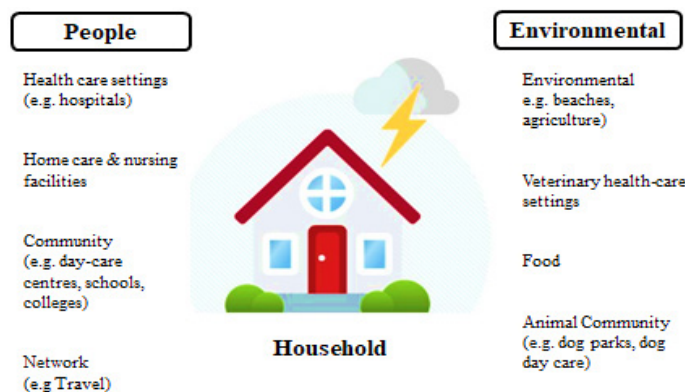 People
Health care settings
(e.g. hospitals)
Home care & nursing
facilities
Community
(e.g. day-care
centres, schools,
colleges)
Network
(e.g Travel)
Household
Environmental
Environmental
e.g. beaches,
agriculture)
Veterinary health-care
settings
Food
Animal Community
(e.g. dog parks, dog
day care)